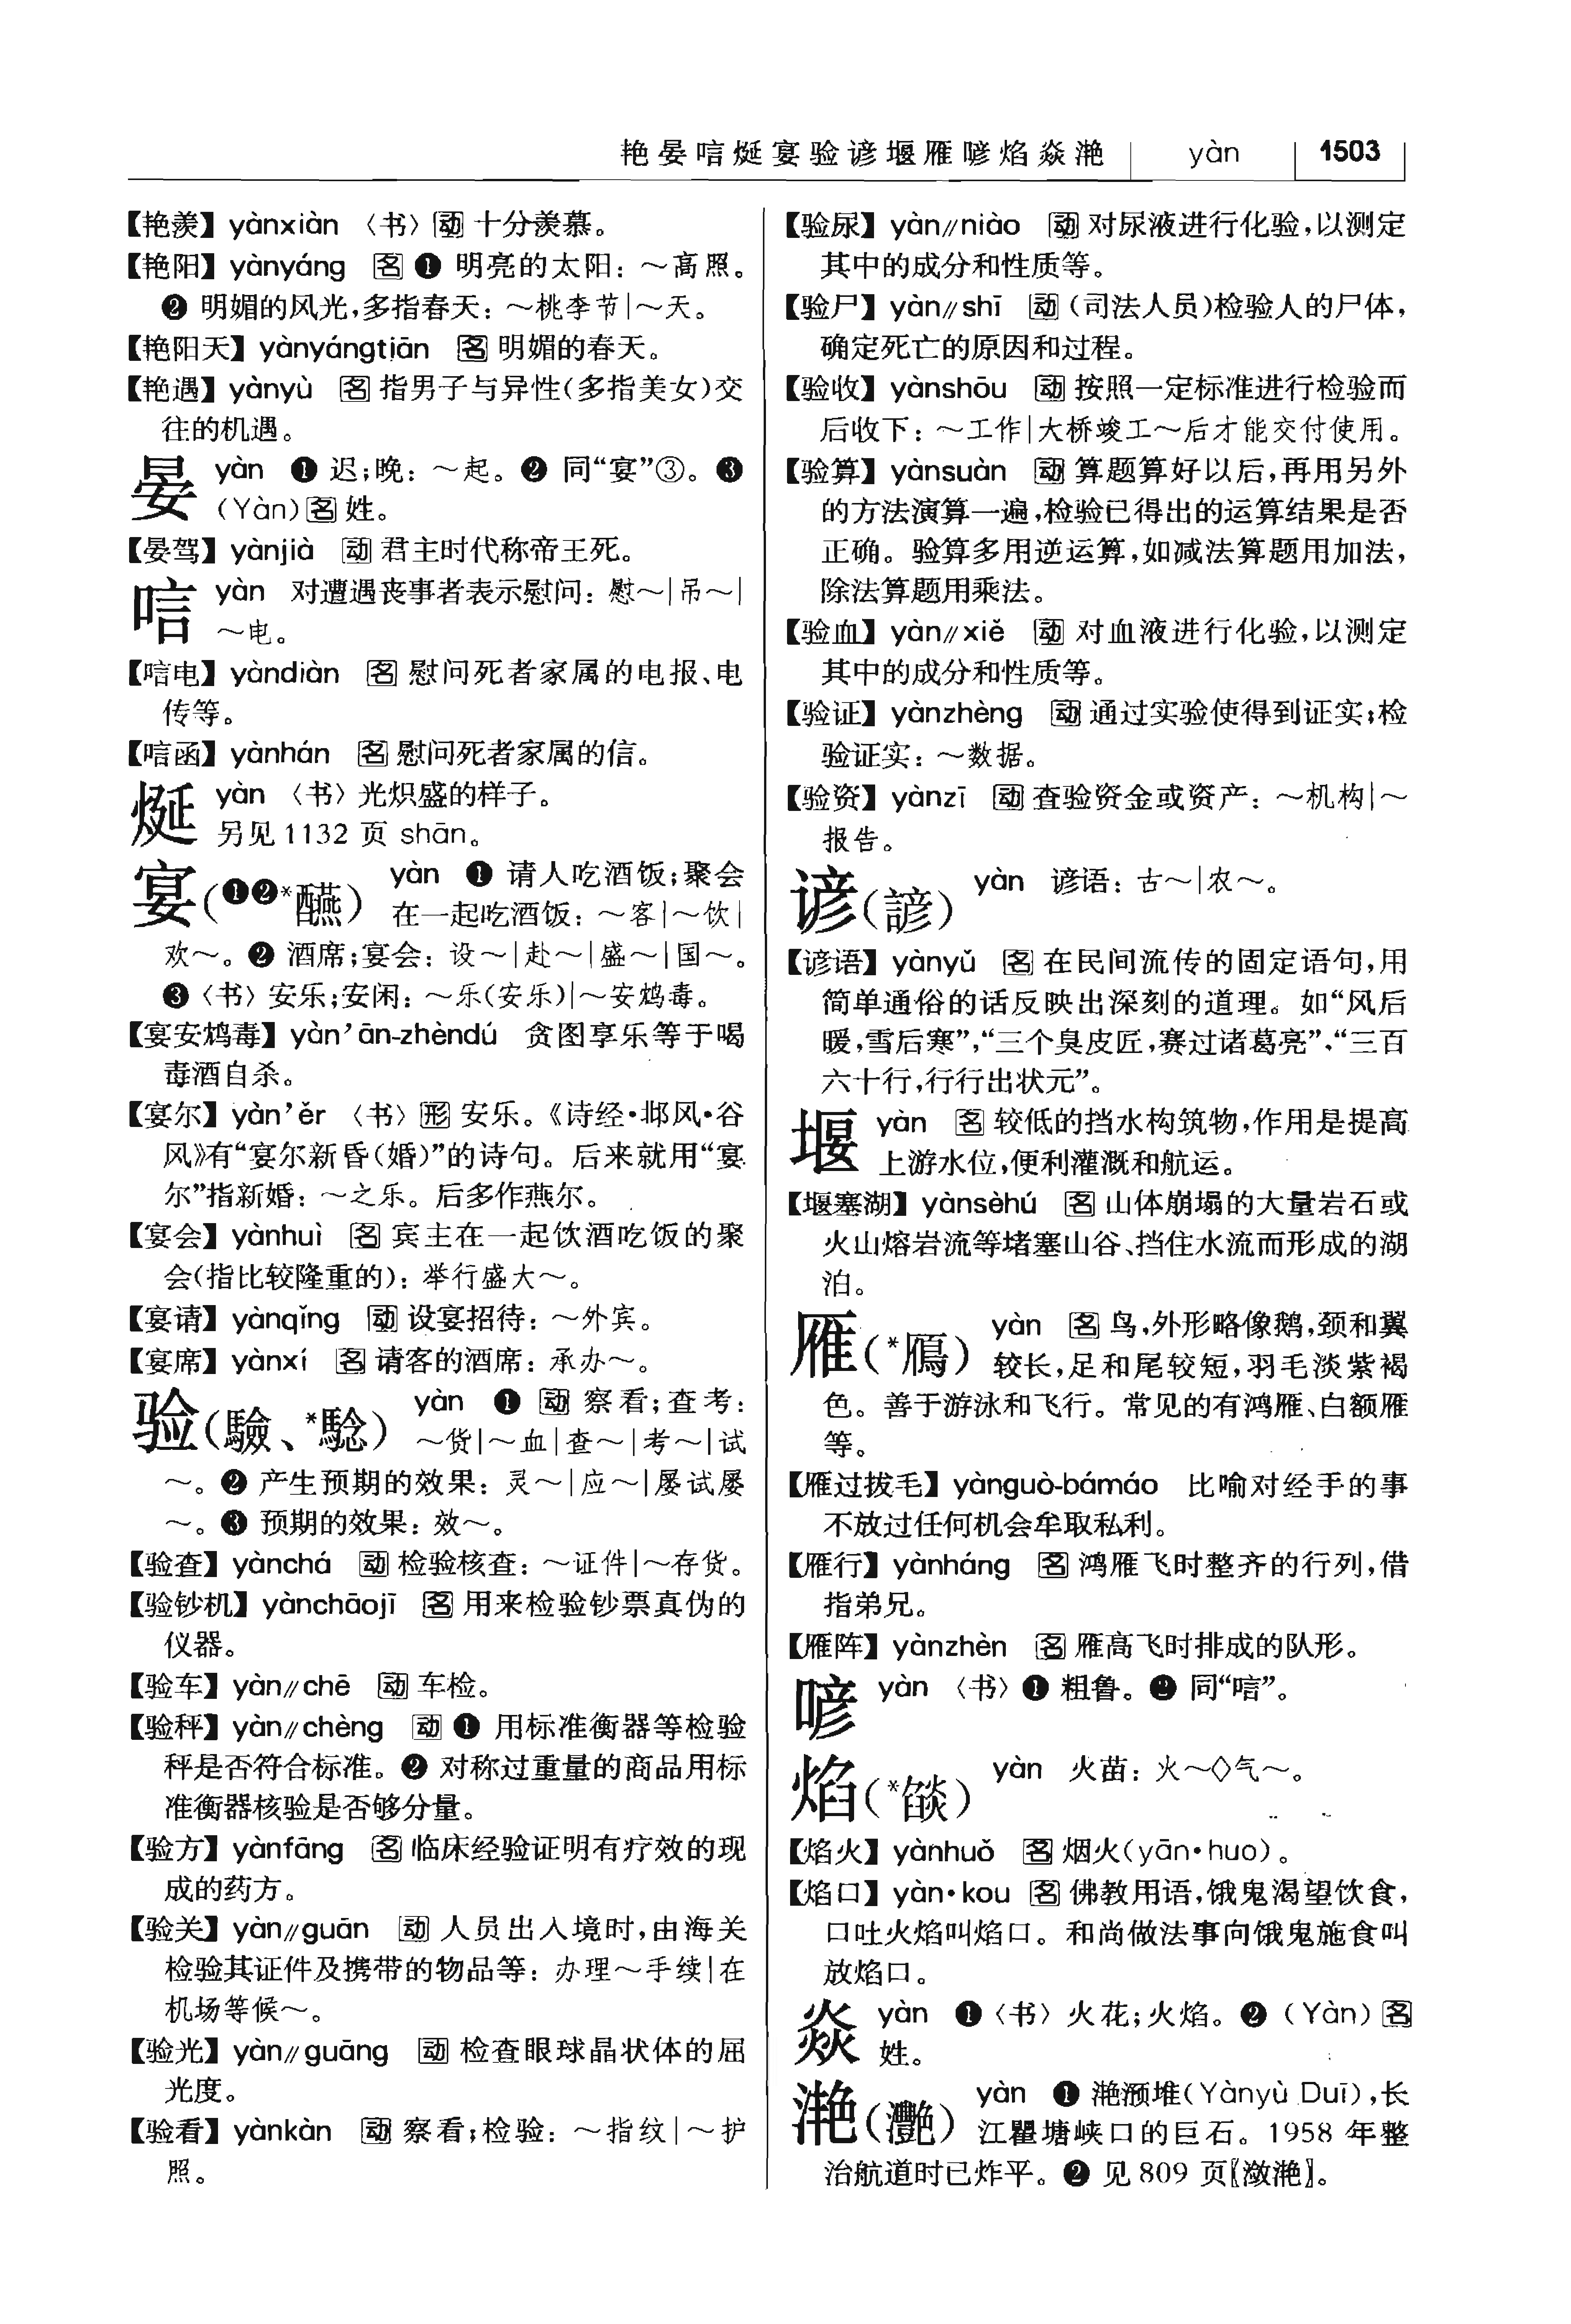 艳晏唁烻宴验谚堰雁喭焰焱滟 yàn 1503
【艳羡】yànxiàn 〈书〉动 十分羡慕。
【艳阳】yànyáng 名 ❶ 明亮的太阳：～高照。
❷ 明媚的风光，多指春天：～桃李节|～天。
【艳阳天】yànyángtiān 名 明媚的春天。
【艳遇】yànyù 名 指男子与异性(多指美女)交
往的机遇。
晏 yàn ❶ 迟；晚：～起。❷ 同“宴”③。❸
(Yàn)名 姓。
【晏驾】yànjià 动 君主时代称帝王死。
唁 yàn 对遭遇丧事者表示慰问：慰～|吊～|
～电。
【唁电】yàndiàn 名 慰问死者家属的电报、电
传等。
【唁函】yànhán 名 慰问死者家属的信。
烻 yàn 〈书〉光炽盛的样子。
另见1132 页 shān。
宴(❶❷*醼) yàn ❶ 请人吃酒饭；聚会
在一起吃酒饭：～客|～饮|
欢～。❷ 酒席；宴会：设～|赴～|盛～|国～。
❸〈书〉安乐；安闲：～乐(安乐)|～安鸩毒。
【宴安鸩毒】yàn’ān-zhèndú 贪图享乐等于喝
毒酒自杀。
【宴尔】yàn’ěr 〈书〉形 安乐。《诗经·邶风·谷
风》有“宴尔新昏(婚)”的诗句。后来就用“宴
尔”指新婚：～之乐。后多作燕尔。
【宴会】yànhuì 名 宾主在一起饮酒吃饭的聚
会(指比较隆重的)：举行盛大～。
【宴请】yànqǐng 动 设宴招待：～外宾。
【宴席】yànxí 名 请客的酒席：承办～。
验(驗、*騐) yàn ❶ 动 察看；查考：
～货|～血|查～|考～|试
～。❷ 产生预期的效果：灵～|应～|屡试屡
～。❸ 预期的效果：效～。
【验查】yànchá 动 检验核查：～证件|～存货。
【验钞机】yànchāojī 名 用来检验钞票真伪的
仪器。
【验车】yàn//chē 动 车检。
【验秤】yàn//chèng 动 ❶ 用标准衡器等检验
秤是否符合标准。❷ 对称过重量的商品用标
准衡器核验是否够分量。
【验方】yànfāng 名 临床经验证明有疗效的现
成的药方。
【验关】yàn//guān 动 人员出入境时，由海关
检验其证件及携带的物品等：办理～手续|在
机场等候～。
【验光】yàn//guāng 动 检查眼球晶状体的屈
光度。
【验看】yànkàn 动 察看；检验：～指纹|～护
照。
【验尿】yàn//niào 动 对尿液进行化验，以测定
其中的成分和性质等。
【验尸】yàn//shī 动 (司法人员)检验人的尸体，
确定死亡的原因和过程。
【验收】yànshōu 动 按照一定标准进行检验而
后收下：～工作|大桥竣工～后才能交付使用。
【验算】yànsuàn 动 算题算好以后，再用另外
的方法演算一遍，检验已得出的运算结果是否
正确。验算多用逆运算，如减法算题用加法，
除法算题用乘法。
【验血】yàn//xiě 动 对血液进行化验，以测定
其中的成分和性质等。
【验证】yànzhèng 动 通过实验使得到证实；检
验证实：～数据。
【验资】yànzī 动 查验资金或资产：～机构|～
报告。
谚(諺) yàn 谚语：古～|农～。
【谚语】yànyǔ 名 在民间流传的固定语句，用
简单通俗的话反映出深刻的道理。如“风后
暖，雪后寒”，“三个臭皮匠，赛过诸葛亮”，“三百
六十行，行行出状元”。
堰 yàn 名 较低的挡水构筑物，作用是提高
上游水位，便利灌溉和航运。
【堰塞湖】yànsèhú 名 山体崩塌的大量岩石或
火山熔岩流等堵塞山谷、挡住水流而形成的湖
泊。
雁(*鴈) yàn 名 鸟，外形略像鹅，颈和翼
较长，足和尾较短，羽毛淡紫褐
色。善于游泳和飞行。常见的有鸿雁、白额雁
等。
【雁过拔毛】yànguò-bámáo 比喻对经手的事
不放过任何机会牟取私利。
【雁行】yànháng 名 鸿雁飞时整齐的行列，借
指弟兄。
【雁阵】yànzhèn 名 雁高飞时排成的队形。
喭 yàn 〈书〉❶ 粗鲁。❷ 同“唁”。
焰(*燄) yàn 火苗：火～◇气～。
【焰火】yànhuǒ 名 烟火(yān·huo)。
【焰口】yàn·kou 名 佛教用语，饿鬼渴望饮食，
口吐火焰叫焰口。和尚做法事向饿鬼施食叫
放焰口。
焱 yàn ❶〈书〉火花；火焰。❷ (Yàn)名
姓。
滟(灧) yàn ❶ 滟滪堆(Yànyù Duī)，长
江瞿塘峡口的巨石。1958 年整
治航道时已炸平。❷ 见809 页〖潋滟〗。